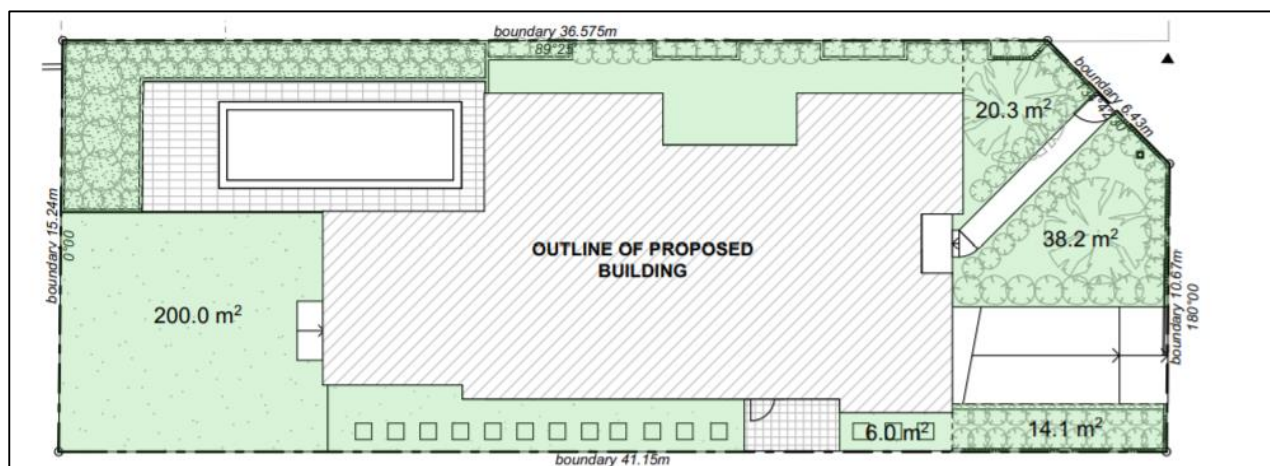 boundary 36.575m
89°25'
boundary 6.43m
20.3 m²
boundary 15.24m
0°00
OUTLINE OF PROPOSED
BUILDING
38.2 m²
boundary 10.67m
180°00
200.0 m²
6.0 m²
14.1 m²
boundary 41.15m